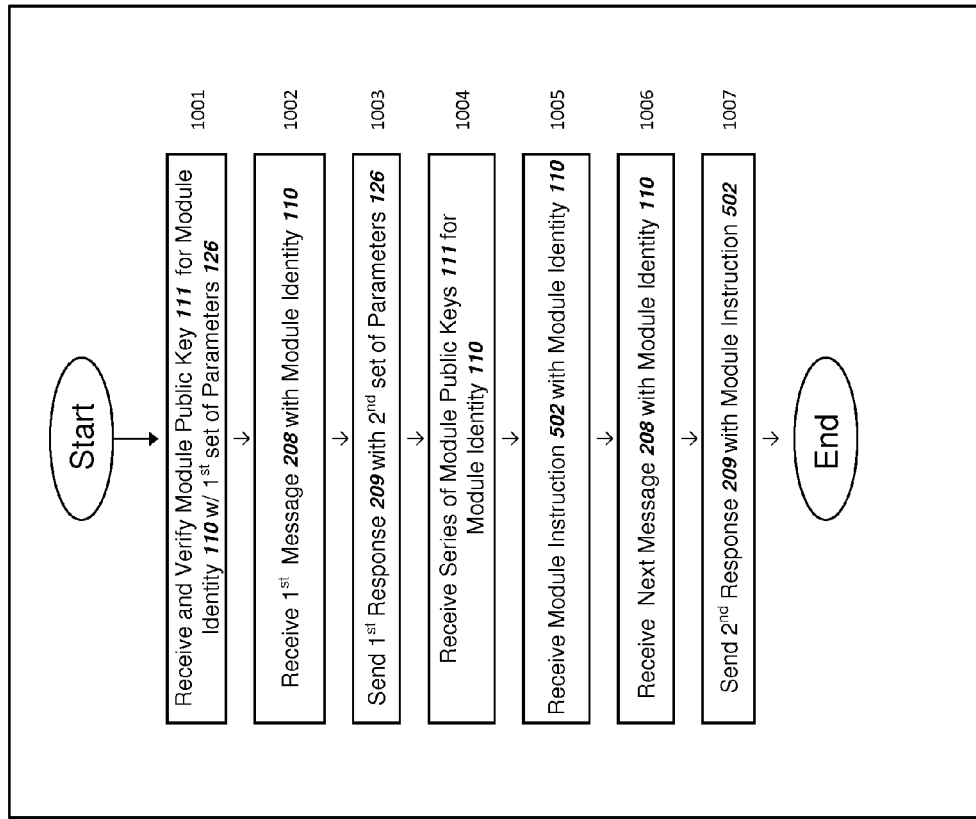 Start
Receive and Verify Module Public Key 111 for Module
Identity 110 w/ 1st set of Parameters 126
1001
Receive 1st Message 208 with Module Identity 110
1002
Send 1st Response 209 with 2nd set of Parameters 126
1003
Receive Series of Module Public Keys 111 for
Module Identity 110
1004
Receive Module Instruction 502 with Module Identity 110
1005
Receive Next Message 208 with Module Identity 110
1006
Send 2nd Response 209 with Module Instruction 502
1007
End